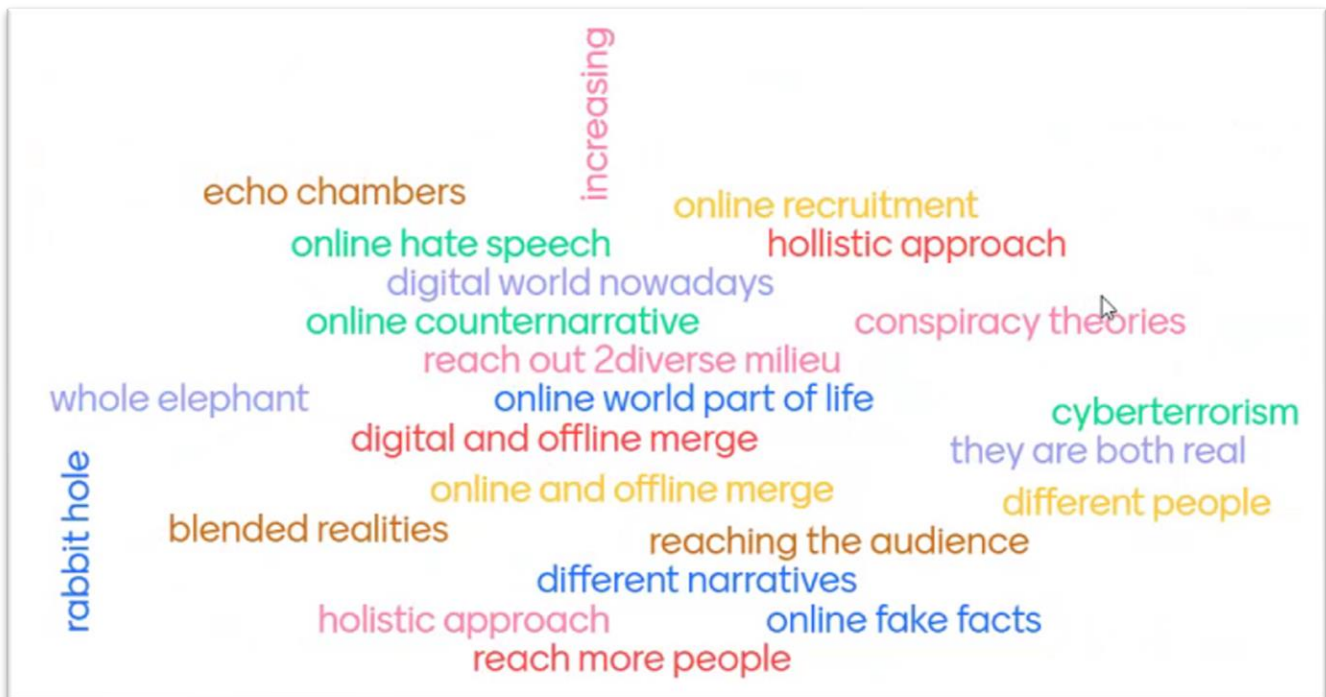 increasing
echo chambers
online recruitment
online hate speech
hollistic approach
digital world nowadays
online counternarrative
conspiracy theories
reach out 2diverse milieu
whole elephant
online world part of life
cyberterrorism
digital and offline merge
they are both real
rabbit hole
online and offline merge
different people
blended realities
reaching the audience
different narratives
holistic approach
online fake facts
reach more people